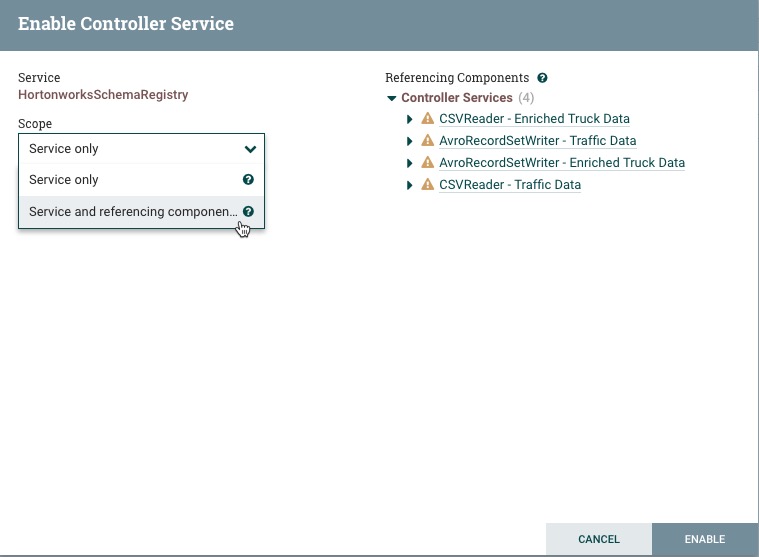 Enable Controller Service
Service
HortonworksSchemaRegistry
Scope
Service only
Service only
Service and referencing componen...
Referencing Components
Controller Services (4)
CSVReader - Enriched Truck Data
AvroRecordSetWriter - Traffic Data
AvroRecordSetWriter - Enriched Truck Data
CSVReader - Traffic Data
CANCEL
ENABLE